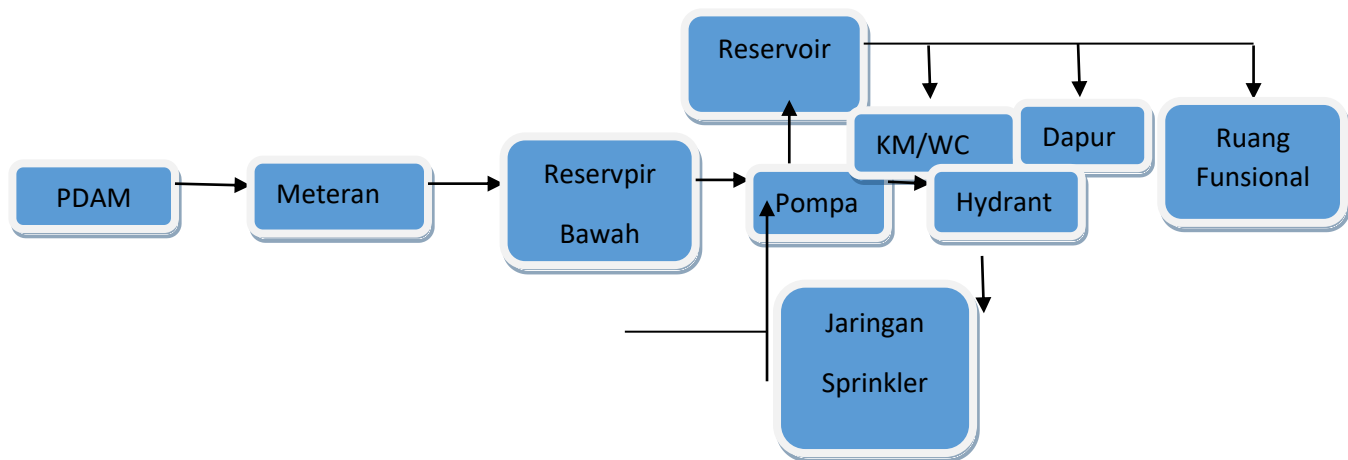 PDAM
Meteran
Reservpir
Bawah
Pompa
Reservoir
KM/WC
Dapur
Ruang
Funsional
Hydrant
Jaringan
Sprinkler